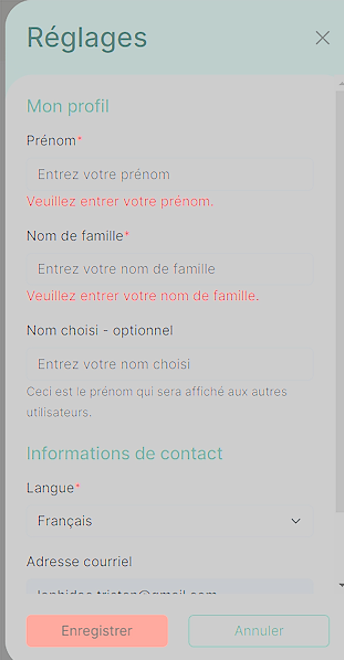 Réglages
Mon profil
Prénom*
Entrez votre prénom
Veuillez entrer votre prénom.
Nom de famille*
Entrez votre nom de famille
Veuillez entrer votre nom de famille.
Nom choisi - optionnel
Entrez votre nom choisi
Ceci est le prénom qui sera affiché aux autres
utilisateurs.
Informations de contact
Langue*
Français
Adresse courriel
Enregistrer
Annuler